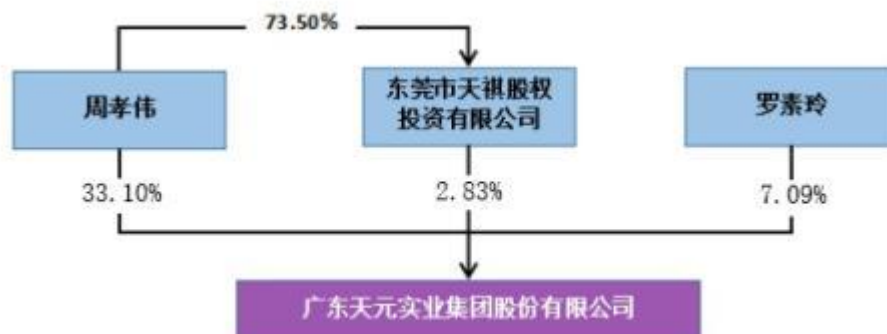 73.50%
周孝伟
东莞市天祺股权
投资有限公司
罗素玲
33.10%
2.83%
7.09%
广东天元实业集团股份有限公司